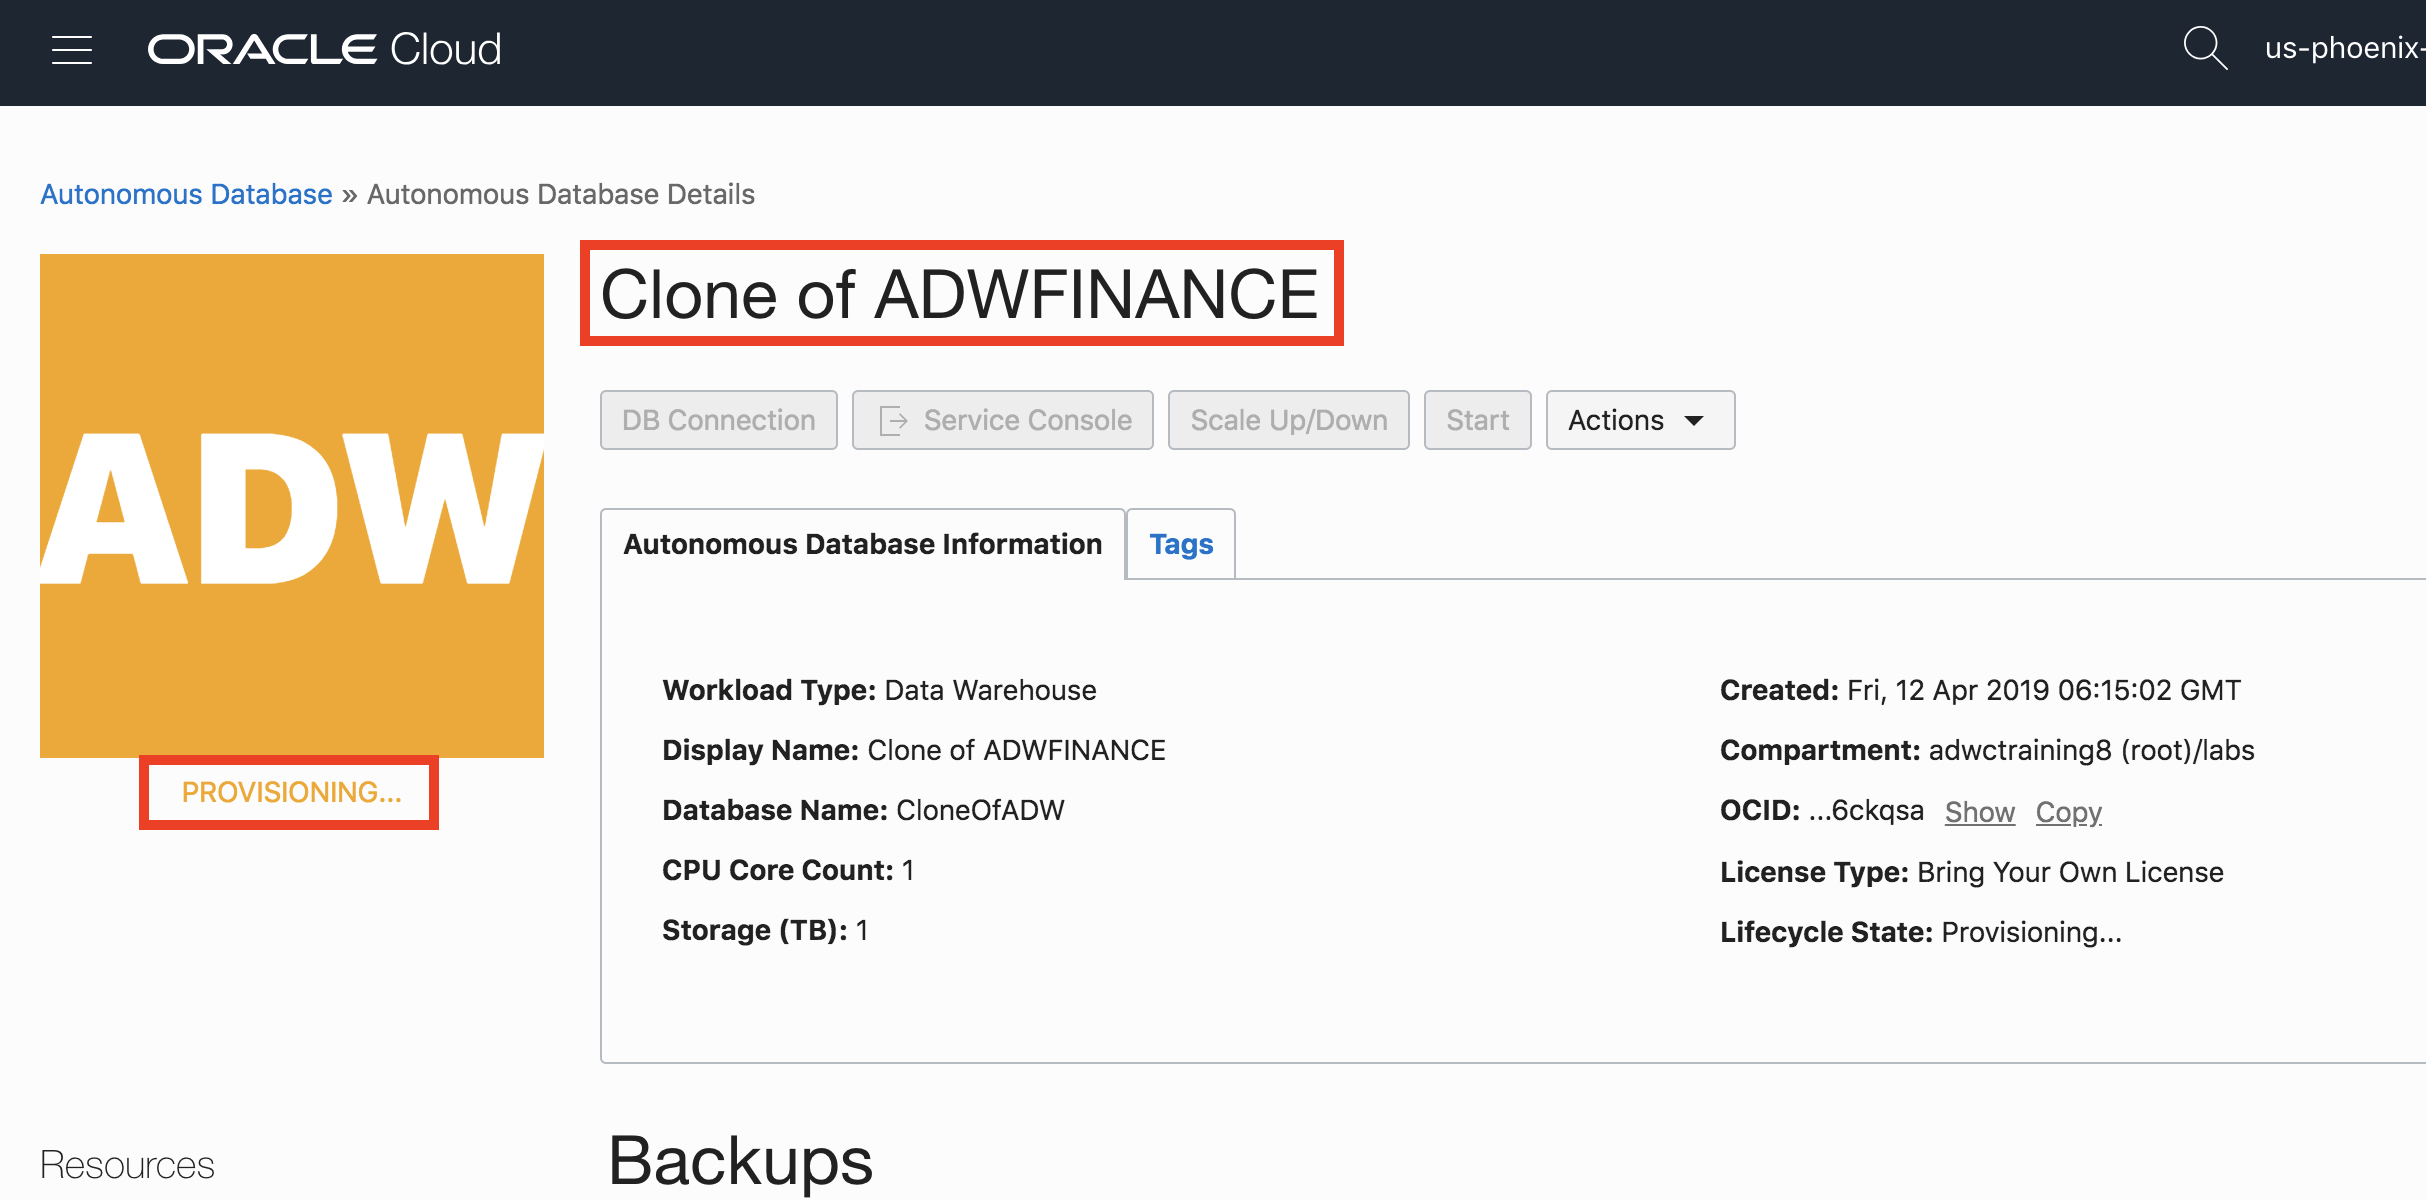 ORACLE Cloud
us-phoenix-
Autonomous Database » Autonomous Database Details
ADW
PROVISIONING...
Clone of ADWFINANCE
DB Connection
Service Console
Scale Up/Down
Start
Actions
Autonomous Database Information
Tags
Workload Type: Data Warehouse
Display Name: Clone of ADWFINANCE
Database Name: CloneOfADW
CPU Core Count: 1
Storage (TB): 1
Created: Fri, 12 Apr 2019 06:15:02 GMT
Compartment: adwctraining8 (root)/labs
OCID: ...6ckqsa Show Copy
License Type: Bring Your Own License
Lifecycle State: Provisioning...
Resources
Backups